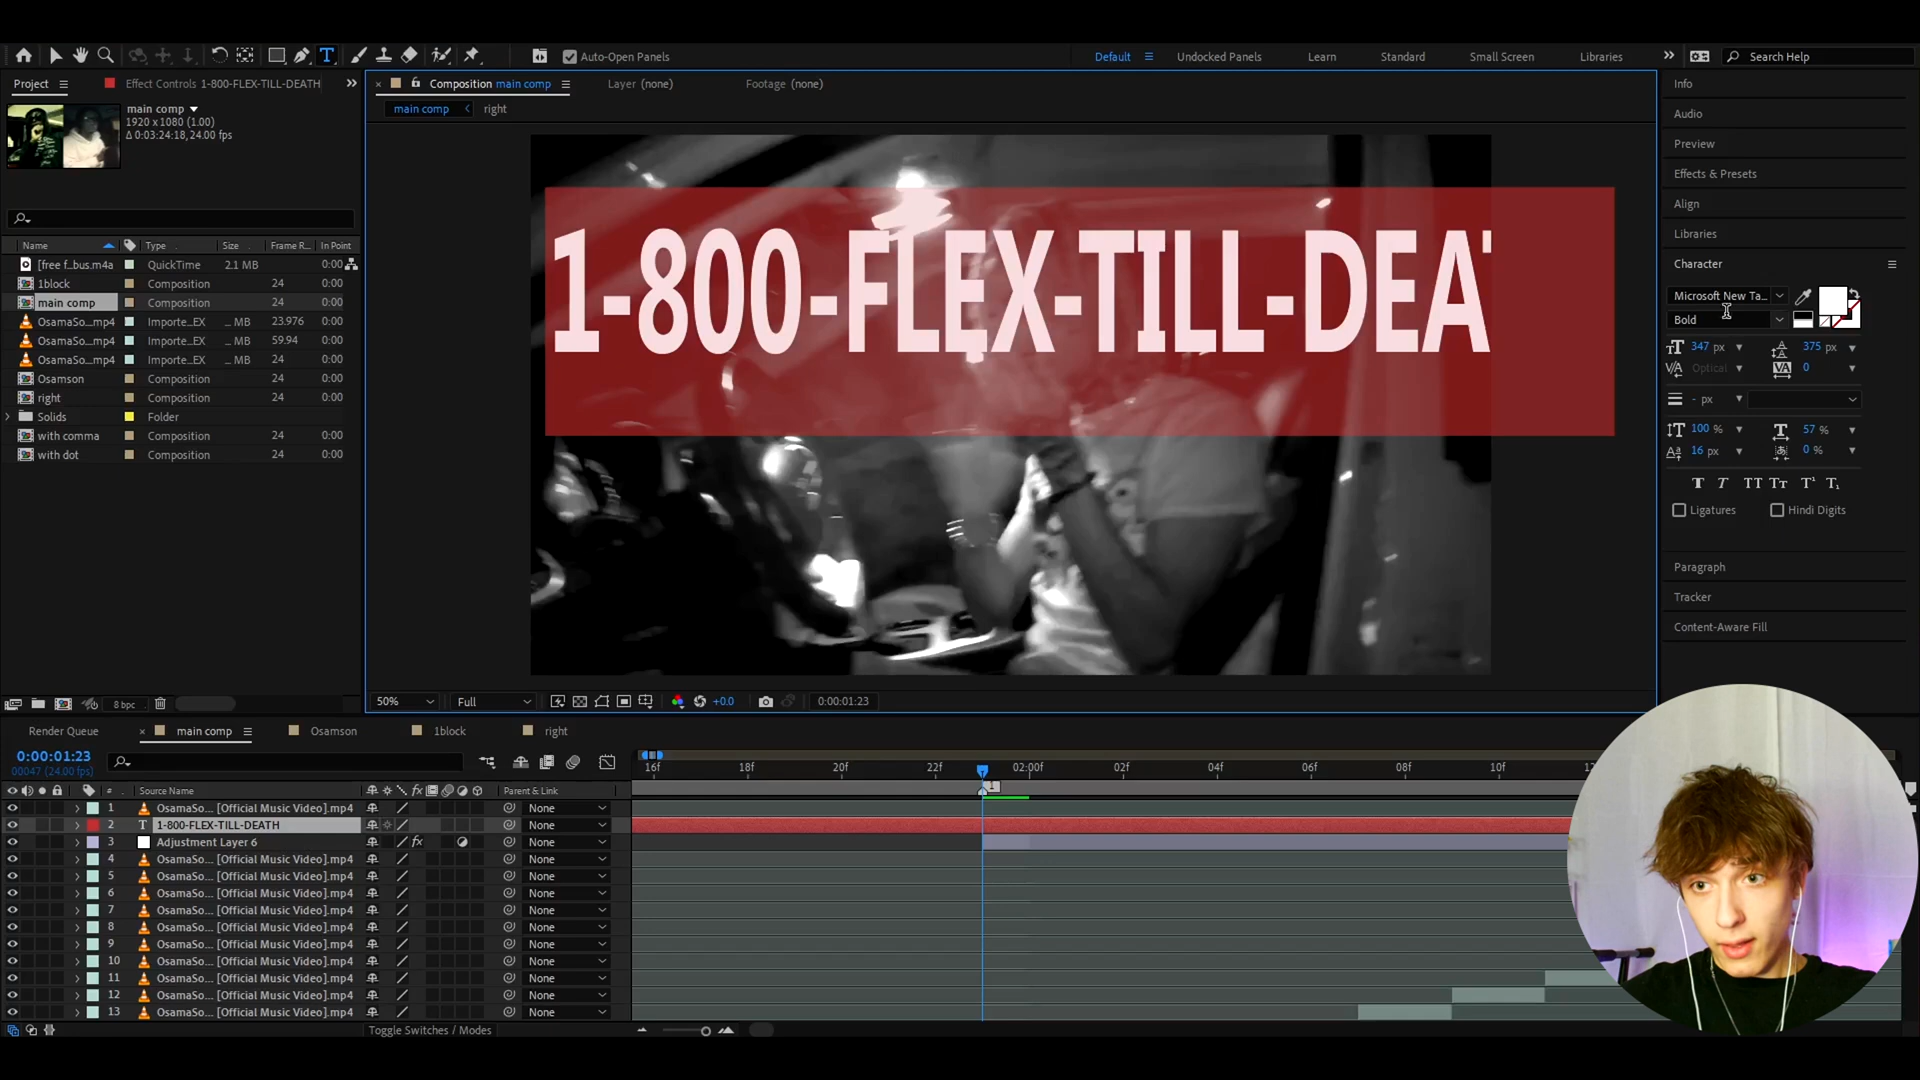 Auto-Open Panels
Default
Undocked Panels
Learn
Standard
Small Screen
Libraries
Search Help
Project
Effect Controls 1-800-FLEX-TILL-DEATH
Composition main comp
Layer (none)
Footage (none)
Info
main comp
1920 x 1080 (1.00)
Δ 0:03:24:18, 24.00 fps
main comp
right
Audio
Preview
Effects & Presets
Align
Libraries
Character
Name
Type
Size
Frame R...
In Point
[free f...bus.m4a
QuickTime
2.1 MB
0:00
1block
Composition
24
0:00
main comp
Composition
24
0:00
OsamaSo...mp4
Importe...EX
... MB
23.976
0:00
OsamaSo...mp4
Importe...EX
... MB
59.94
0:00
OsamaSo...mp4
Importe...EX
... MB
24
0:00
Osamson
Composition
24
0:00
right
Composition
24
0:00
Solids
Folder
0:00
with comma
Composition
24
0:00
with dot
Composition
24
0:00
1-800-FLEX-TILL-DEAT
Microsoft New Ta...
Bold
347 px
375 px
Optical
0
- px
100 %
57 %
16 px
0 %
Ligatures
Hindi Digits
Paragraph
Tracker
Content-Aware Fill
8 bpc
50%
Full
+0.0
0:00:01:23
Render Queue
main comp
Osamson
1block
right
0:00:01:23
00047 (24.00 fps)
16f
18f
20f
22f
02:00f
02f
04f
06f
08f
10f
#
Source Name
Parent & Link
1
1 OsamaSo... [Official Music Video].mp4 None
2 1-800-FLEX-TILL-DEATH None
3 Adjustment Layer 6 None
4 OsamaSo... [Official Music Video].mp4 None
5 OsamaSo... [Official Music Video].mp4 None
6 OsamaSo... [Official Music Video].mp4 None
7 OsamaSo... [Official Music Video].mp4 None
8 OsamaSo... [Official Music Video].mp4 None
9 OsamaSo... [Official Music Video].mp4 None
10 OsamaSo... [Official Music Video].mp4 None
11 OsamaSo... [Official Music Video].mp4 None
12 OsamaSo... [Official Music Video].mp4 None
13 OsamaSo... [Official Music Video].mp4 None
Toggle Switches / Modes